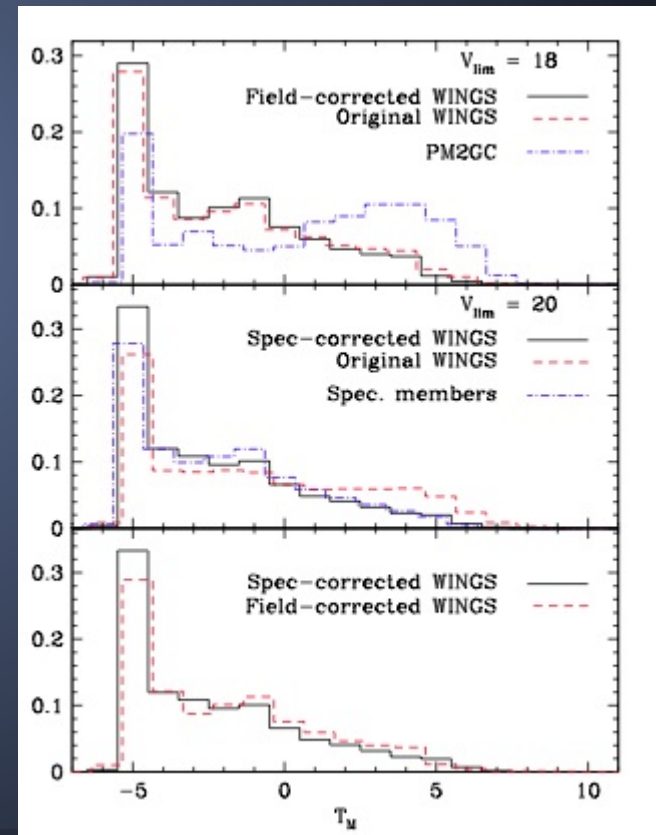 V_lim = 18
Field-corrected WINGS
Original WINGS
PM2GC
0.3
0.2
0.1
0
V_lim = 20
Spec-corrected WINGS
Original WINGS
Spec. members
0.3
0.2
0.1
0
Spec-corrected WINGS
Field-corrected WINGS
0.3
0.2
0.1
0
-5 0 5 10
T_M